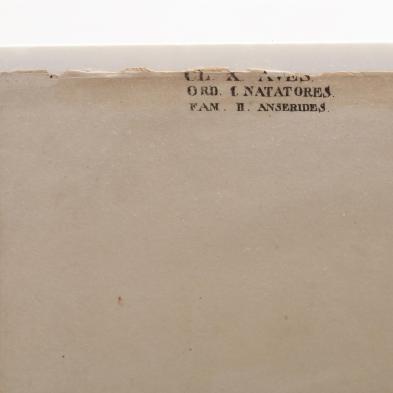 CL. X. AVES.
ORD. I. NATATORES.
FAM. II. ANSERIDES.